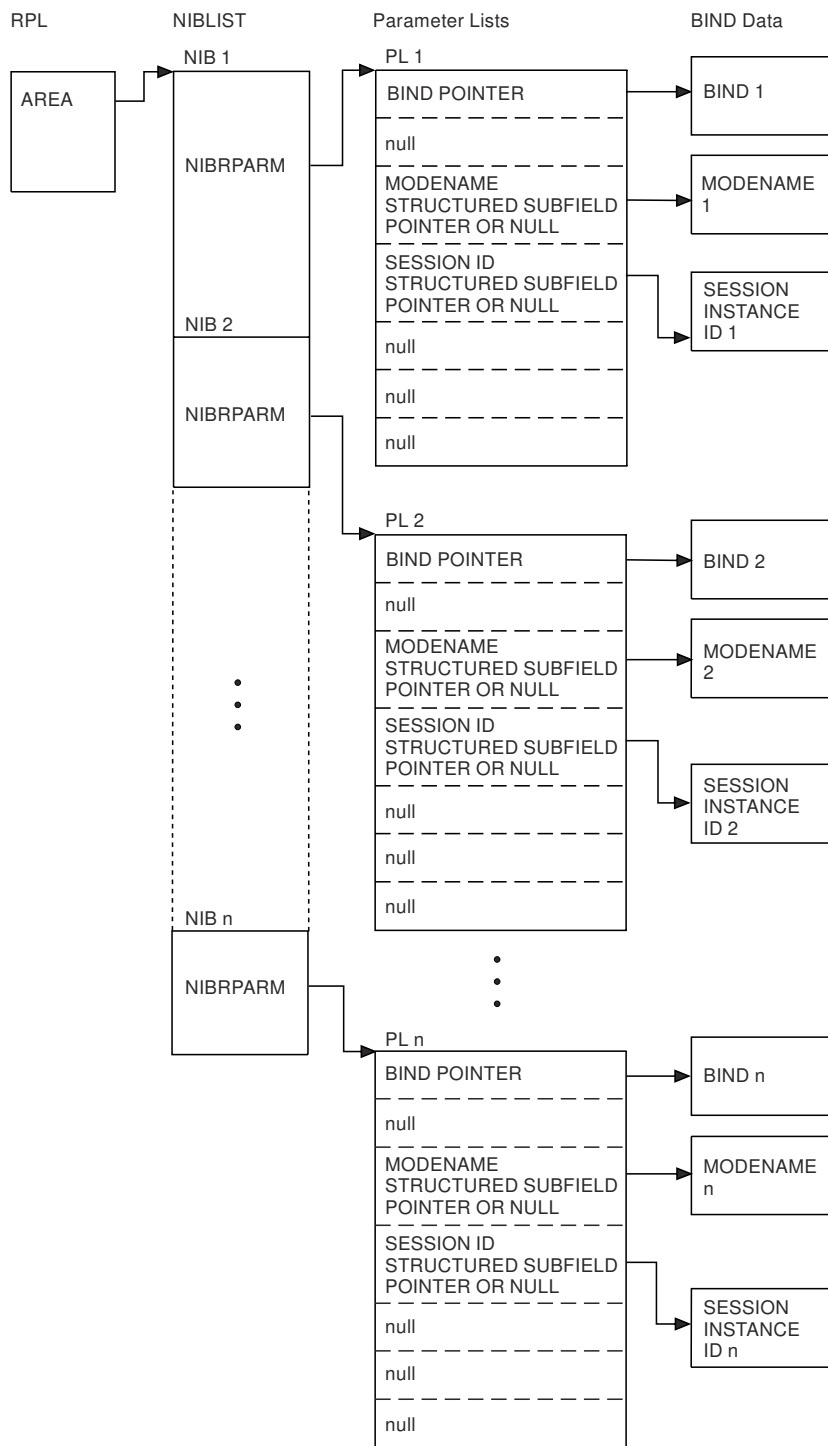 RPL
NIBLIST
Parameter Lists
BIND Data
AREA
NIB 1
NIBRPARM
PL 1
BIND POINTER
null
MODENAME
STRUCTURED SUBFIELD
POINTER OR NULL
SESSION ID
STRUCTURED SUBFIELD
POINTER OR NULL
null
null
null
BIND 1
MODENAME
1
SESSION
INSTANCE
ID 1
NIB 2
NIBRPARM
PL 2
BIND POINTER
null
MODENAME
STRUCTURED SUBFIELD
POINTER OR NULL
SESSION ID
STRUCTURED SUBFIELD
POINTER OR NULL
null
null
null
BIND 2
MODENAME
2
SESSION
INSTANCE
ID 2
NIB n
NIBRPARM
PL n
BIND POINTER
null
MODENAME
STRUCTURED SUBFIELD
POINTER OR NULL
SESSION ID
STRUCTURED SUBFIELD
POINTER OR NULL
null
null
null
BIND n
MODENAME
n
SESSION
INSTANCE
ID n